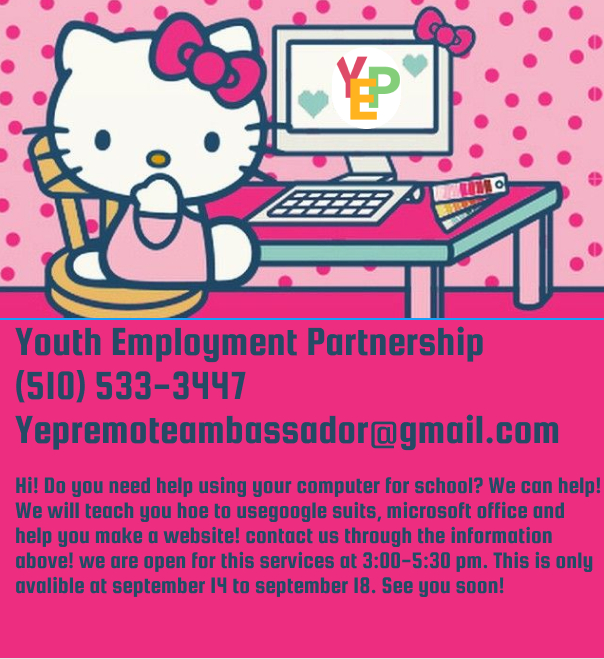 YEP
Youth Employment Partnership
(510) 533-3447
Yepremoteambassador@gmail.com
Hi! Do you need help using your computer for school? We can help!
We will teach you hoe to usegoogle suits, microsoft office and
help you make a website! contact us through the information
above! we are open for this services at 3:00-5:30 pm. This is only
avalible at september 14 to september 18. See you soon!